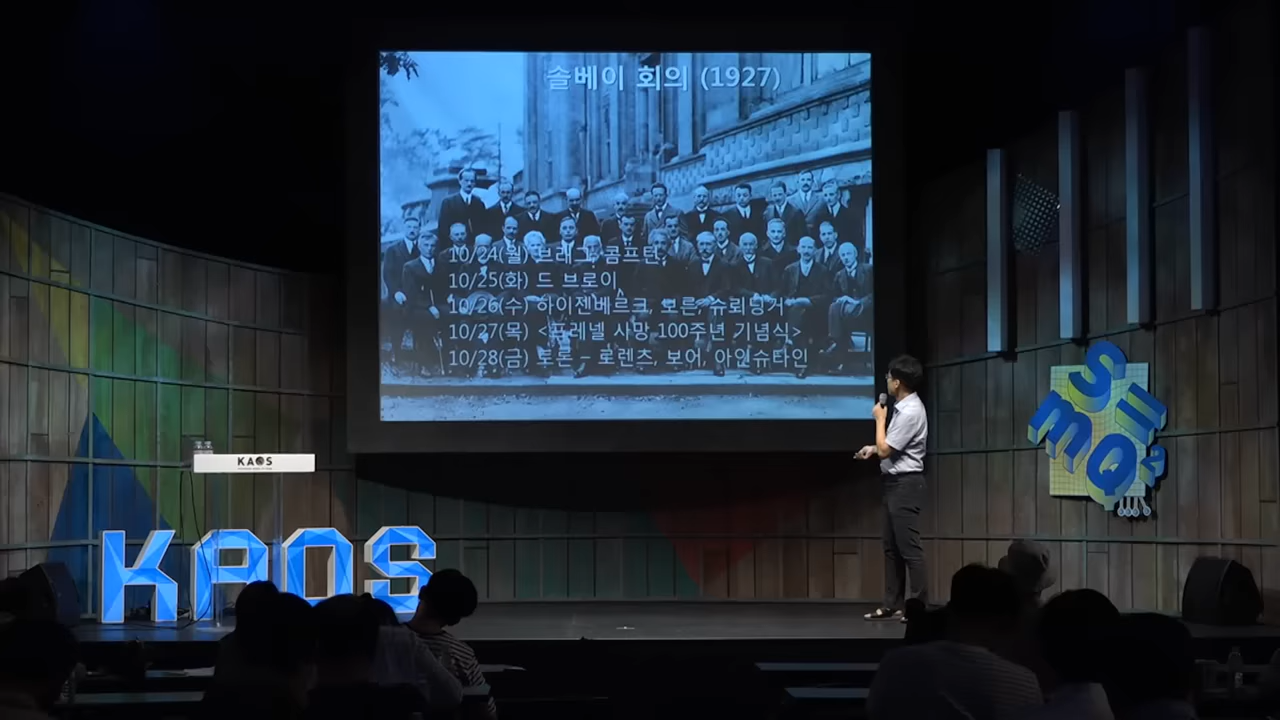 솔베이 회의 (1927)
10/24(월) 브래그, 콤프턴
10/25(화) 드 브로이,
10/26(수) 하이젠베르크, 보른, 슈뢰딩거
10/27(목) <프레넬 사망 100주년 기념식>
10/28(금) 토론 – 로렌츠, 보어, 아인슈타인
KAOS
KAOS